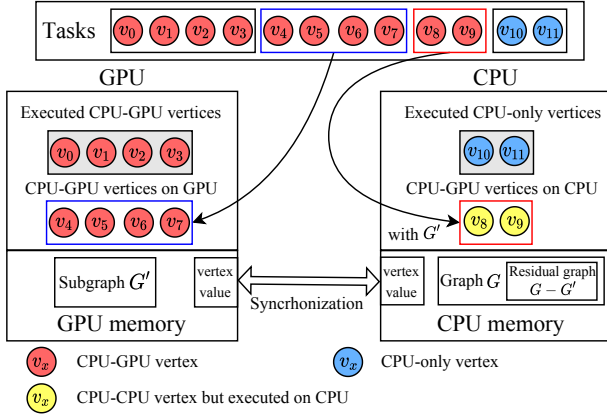 Tasks v0 v1 v2 v3 v4 v5 v6 v7 v8 v9 v10 v11
GPU CPU
Executed CPU-GPU vertices Executed CPU-only vertices
v0 v1 v2 v3 v10 v11
CPU-GPU vertices on GPU CPU-GPU vertices on CPU
v4 v5 v6 v7 v8 v9
with G′
Subgraph G′ vertex value vertex value Graph G Residual graph G − G′
Syncrhonization
GPU memory CPU memory
vx CPU-GPU vertex vx CPU-only vertex
vx CPU-CPU vertex but executed on CPU